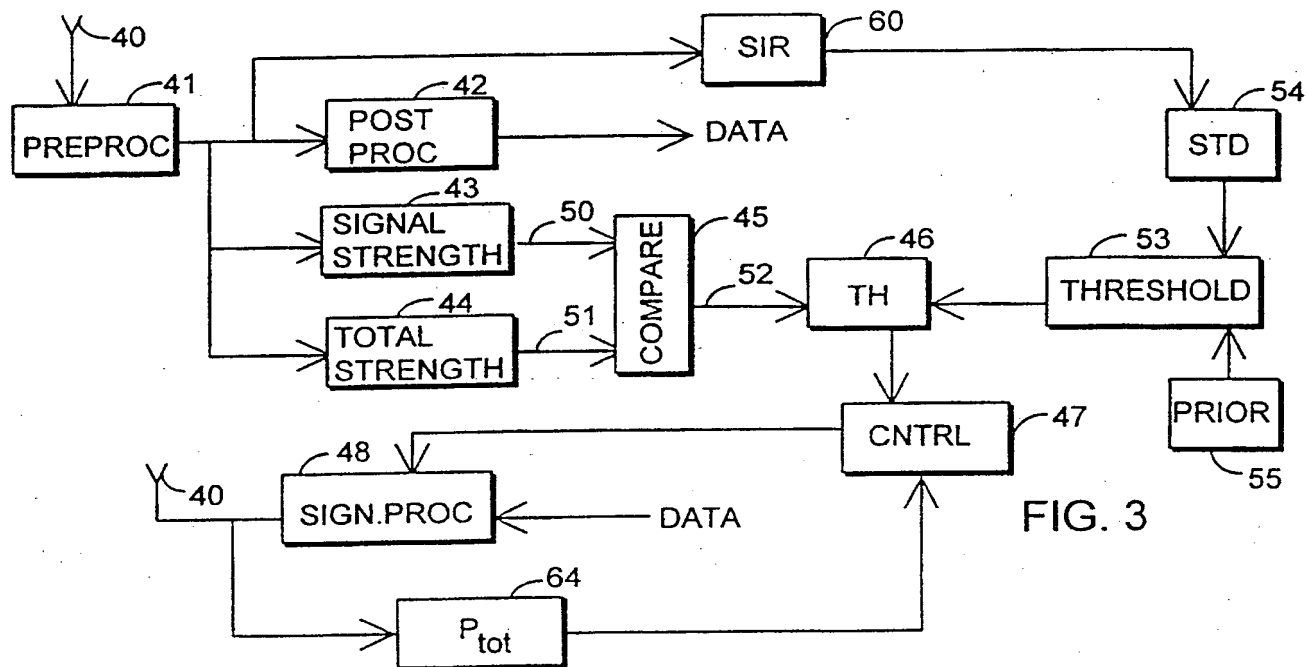 40
60
SIR
41
42
54
PREPROC
POST
PROC
DATA
STD
43
50
45
SIGNAL
STRENGTH
46
53
COMPARE
52
TH
THRESHOLD
44
51
TOTAL
STRENGTH
47
CNTRL
PRIOR
55
40
48
SIGN.PROC
DATA
FIG. 3
64
Ptot